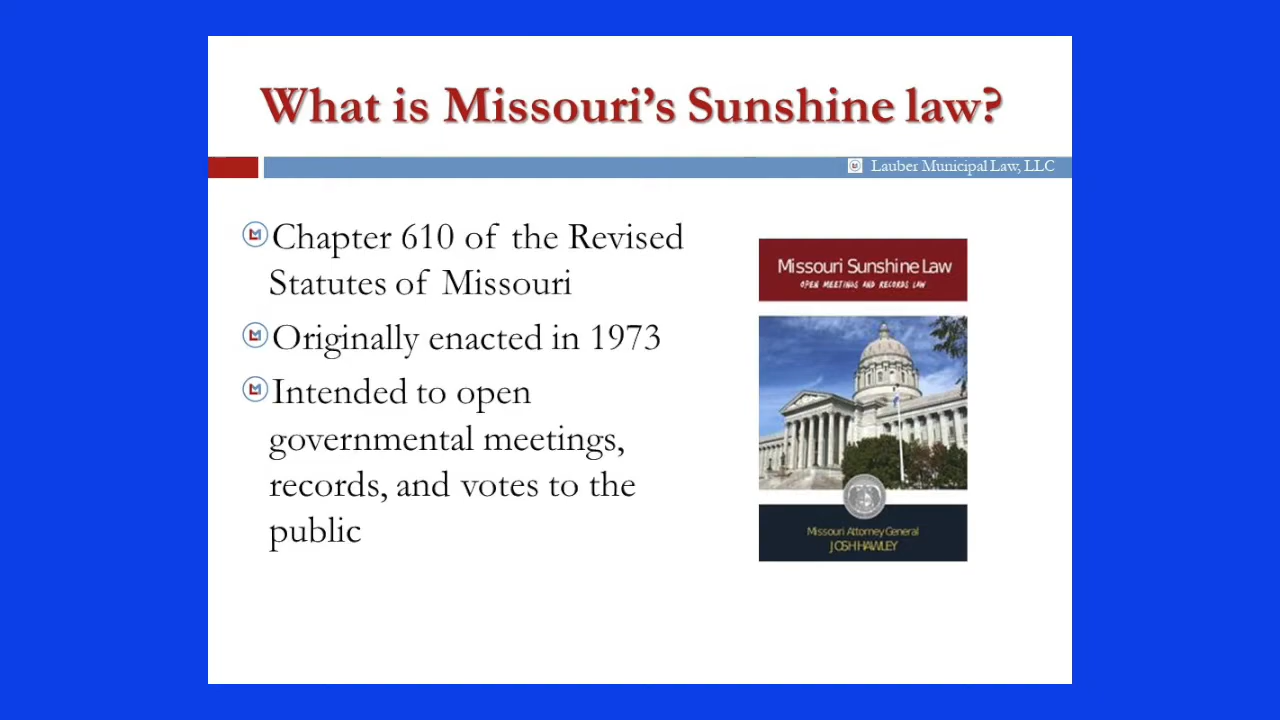 What is Missouri's Sunshine law?
Lauber Municipal Law, LLC
Chapter 610 of the Revised
Statutes of Missouri
Originally enacted in 1973
Intended to open
governmental meetings,
records, and votes to the
public
Missouri Sunshine Law
OPEN MEETINGS AND RECORDS LAW
Missouri Attorney General
JOSH HAWLEY